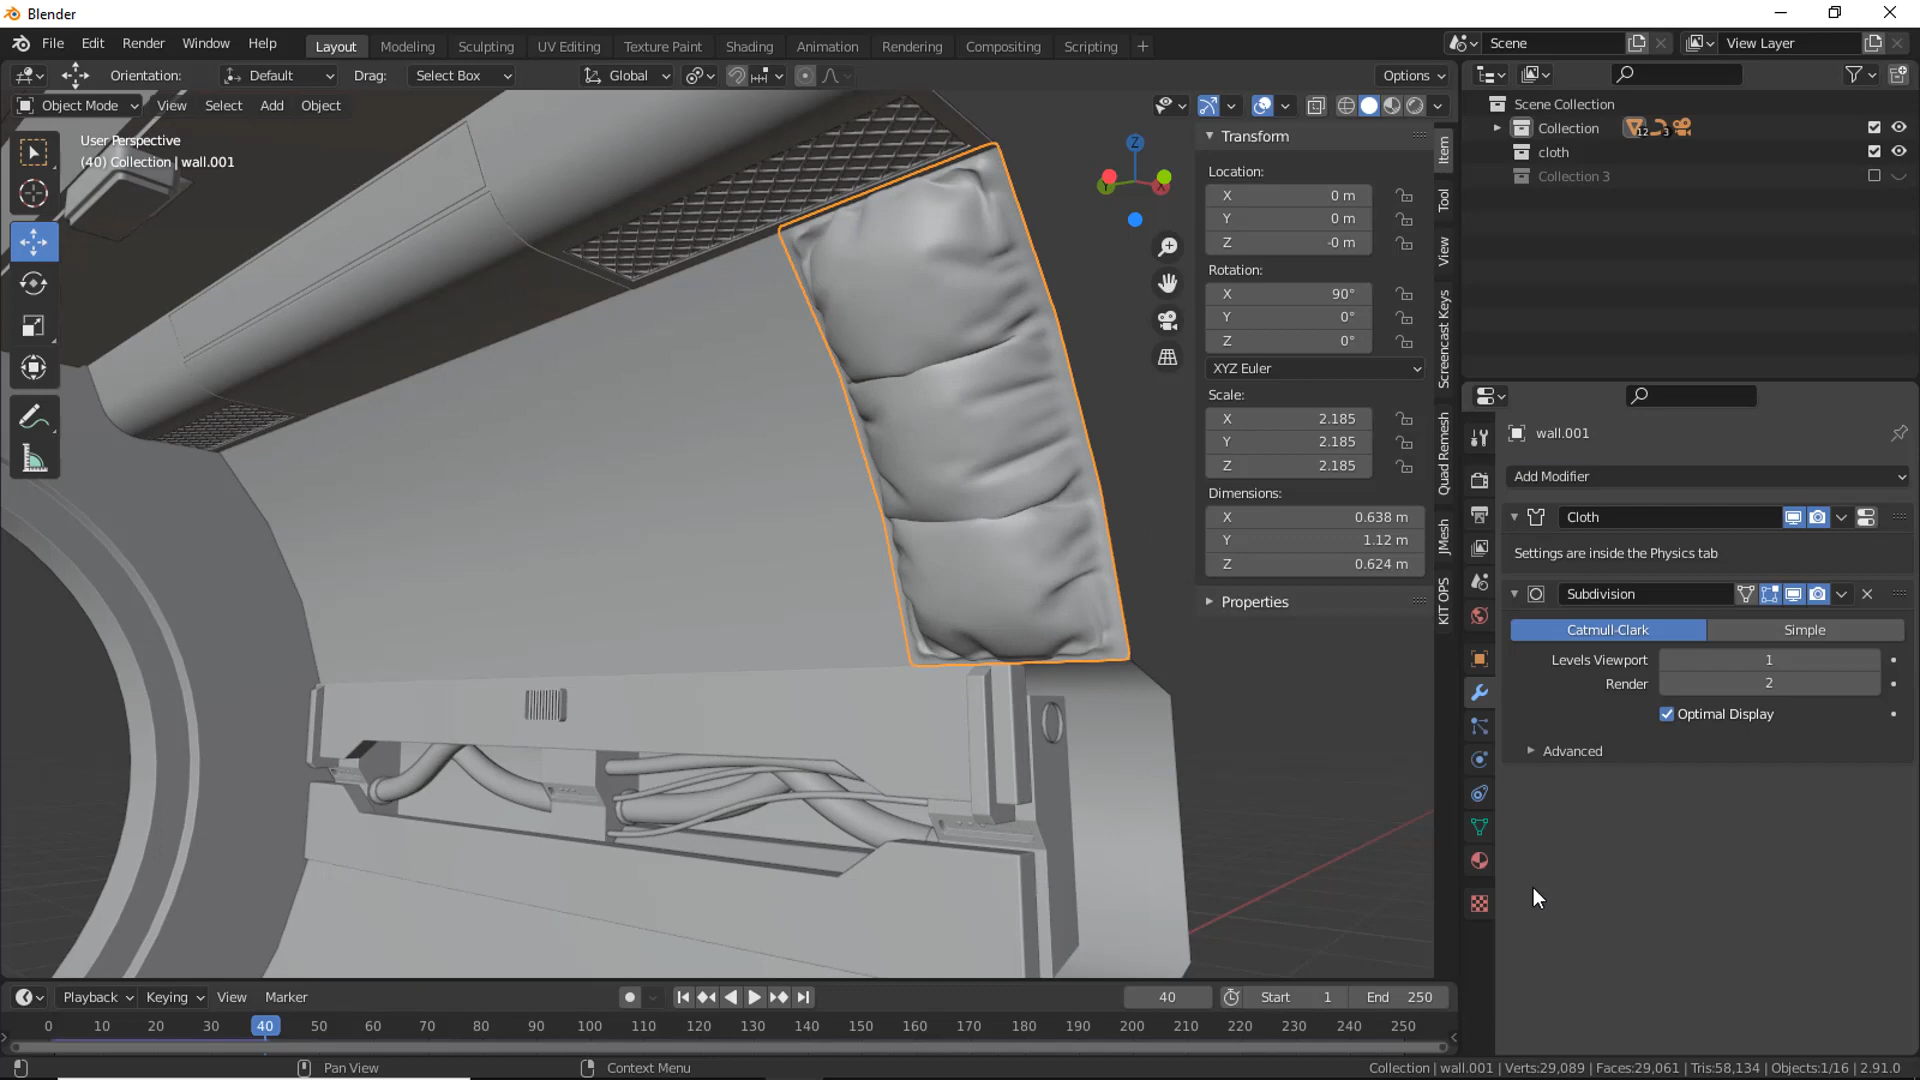 Blender
File Edit Render Window Help Layout Modeling Sculpting UV Editing Texture Paint Shading Animation Rendering Compositing Scripting + Scene View Layer
Orientation: Default Drag: Select Box Global Options
Object Mode View Select Add Object
User Perspective
(40) Collection | wall.001
Z
Y X
Transform
Location:
X 0 m
Y 0 m
Z -0 m
Rotation:
X 90°
Y 0°
Z 0°
XYZ Euler
Scale:
X 2.185
Y 2.185
Z 2.185
Dimensions:
X 0.638 m
Y 1.12 m
Z 0.624 m
Properties
Item
Tool
View
Screencast Keys
Quad Remesh
JMesh
KIT OPS
Scene Collection
Collection 12 3
cloth
Collection 3
wall.001
Add Modifier
Cloth
Settings are inside the Physics tab
Subdivision
Catmull-Clark Simple
Levels Viewport 1
Render 2
Optimal Display
Advanced
Playback Keying View Marker 40 Start 1 End 250
0 10 20 30 40 50 60 70 80 90 100 110 120 130 140 150 160 170 180 190 200 210 220 230 240 250
Pan View Context Menu Collection | wall.001 | Verts:29,089 | Faces:29,061 | Tris:58,134 | Objects:1/16 | 2.91.0